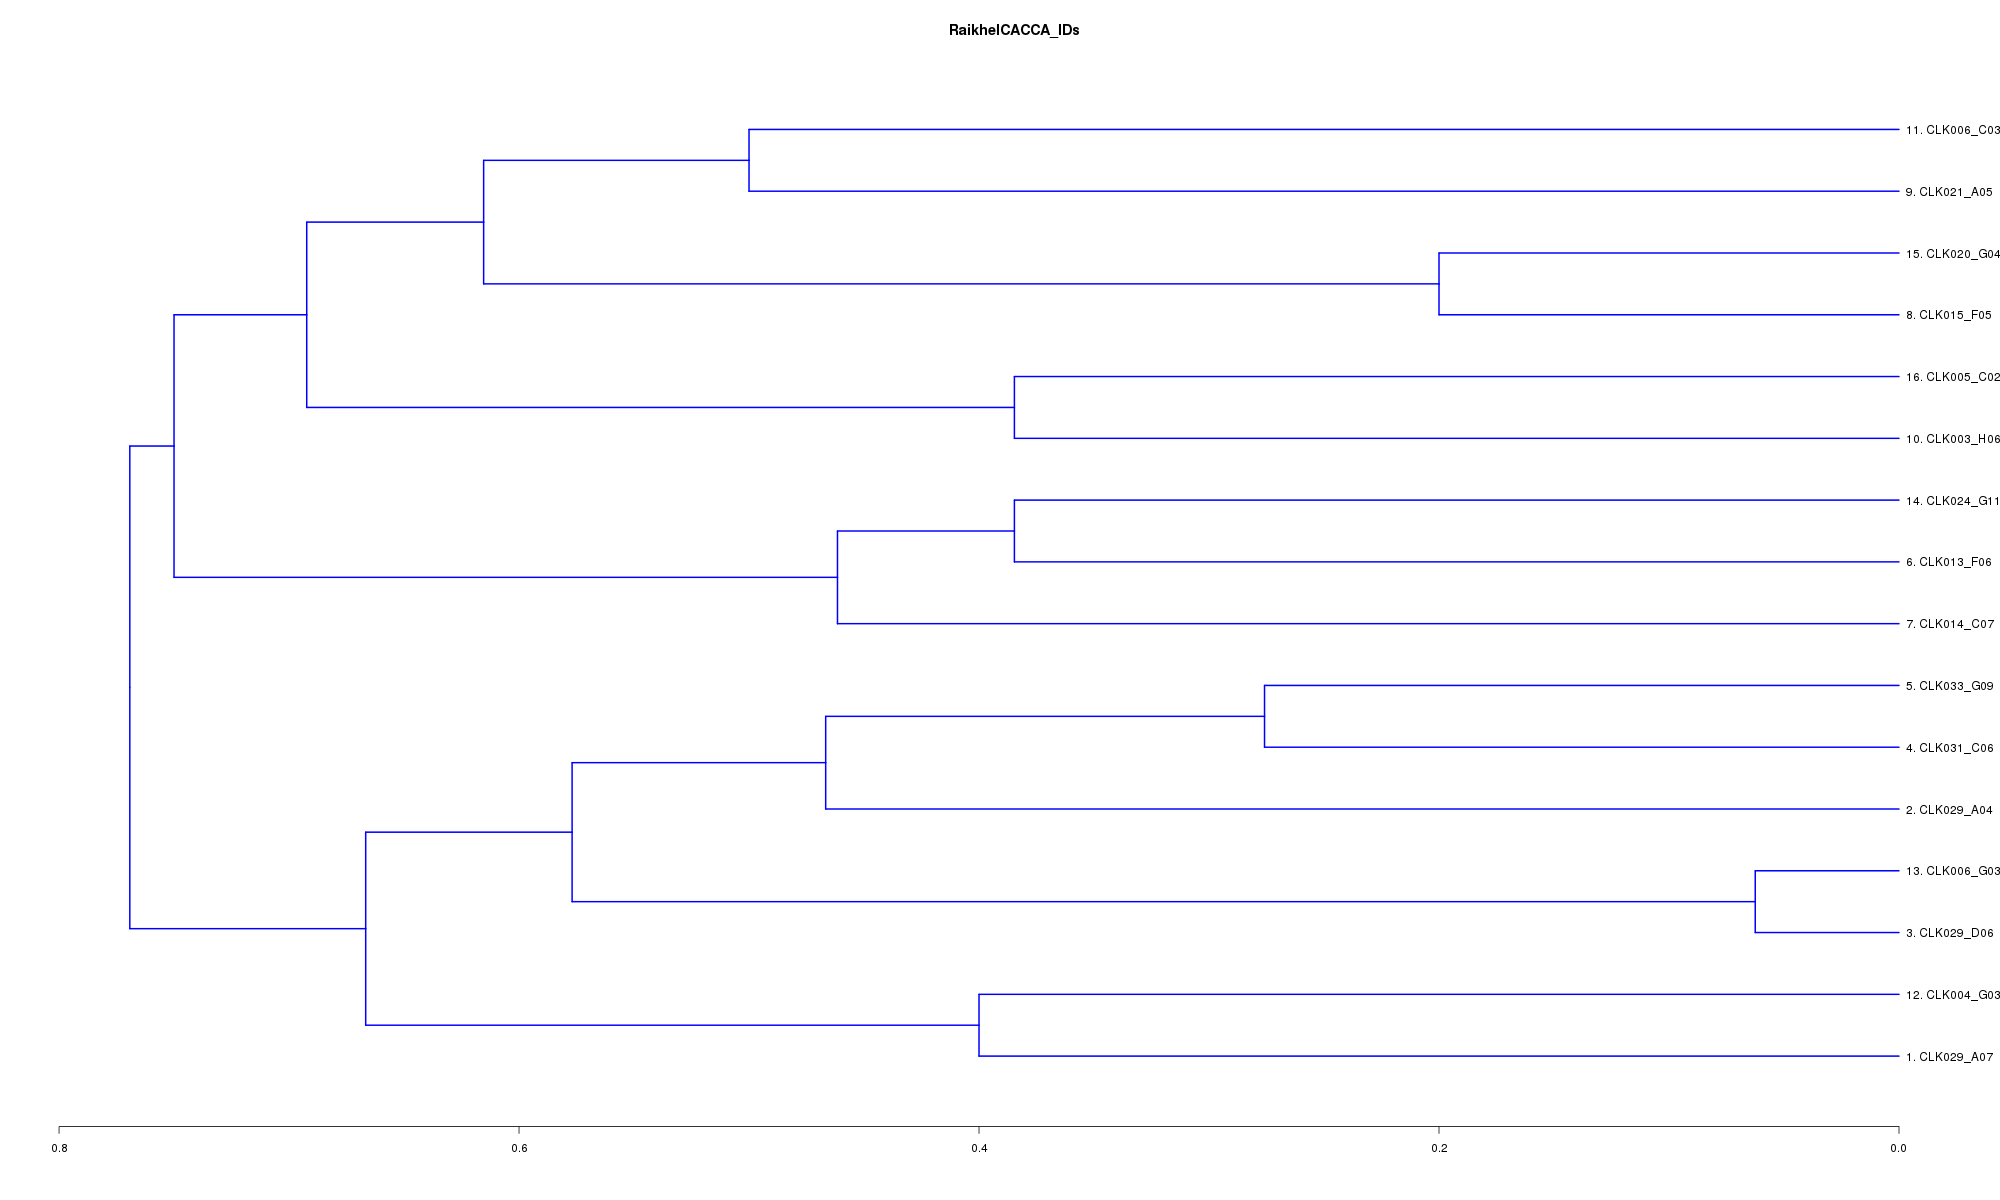 RaikhelCACCA_IDs
11. CLK006_C03
9. CLK021_A05
15. CLK020_G04
8. CLK015_F05
16. CLK005_C02
10. CLK003_H06
14. CLK024_G11
6. CLK013_F06
7. CLK014_C07
5. CLK033_G09
4. CLK031_C06
2. CLK029_A04
13. CLK006_G03
3. CLK029_D06
12. CLK004_G03
1. CLK029_A07
0.8 0.6 0.4 0.2 0.0